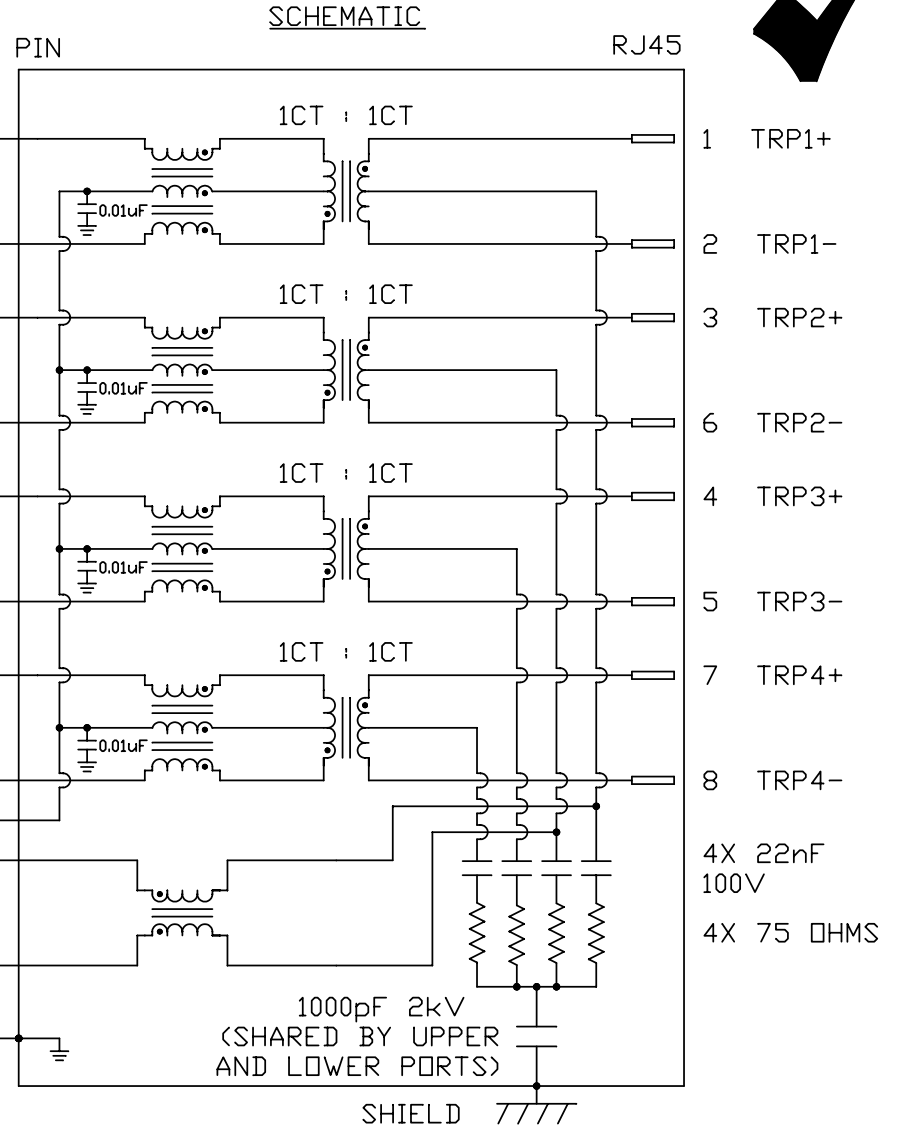 SCHEMATIC
PIN
RJ45
1CT : 1CT
1 TRP1+
0.01uF
2 TRP1-
1CT : 1CT
3 TRP2+
0.01uF
6 TRP2-
1CT : 1CT
4 TRP3+
0.01uF
5 TRP3-
1CT : 1CT
7 TRP4+
0.01uF
8 TRP4-
4X 22nF
100V
4X 75 OHMS
1000pF 2kV
(SHARED BY UPPER
AND LOWER PORTS)
SHIELD